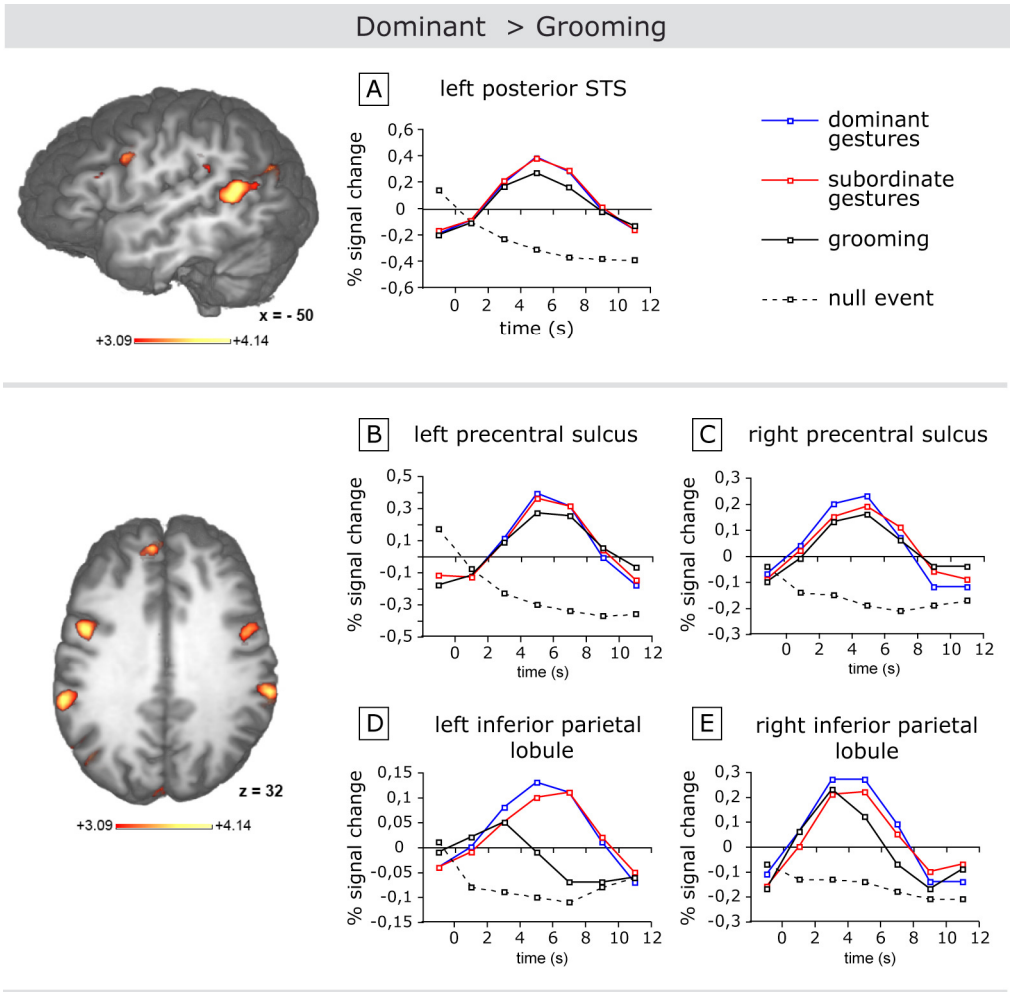 Dominant > Grooming
A
left posterior STS
% signal change
0,6
0,4
0,2
0
-0,2
-0,4
-0,6
0 2 4 6 8 10 12
time (s)
dominant
gestures
subordinate
gestures
grooming
null event
x = - 50
+3.09 +4.14
B
left precentral sulcus
% signal change
0,5
0,3
0,1
-0,1
-0,3
-0,5
0 2 4 6 8 10 12
time (s)
C
right precentral sulcus
% signal change
0,3
0,2
0,1
0
-0,1
-0,2
-0,3
0 2 4 6 8 10 12
time (s)
z = 32
+3.09 +4.14
D
left inferior parietal
lobule
% signal change
0,15
0,1
0,05
0
-0,05
-0,1
-0,15
0 2 4 6 8 10 12
time (s)
E
right inferior parietal
lobule
% signal change
0,3
0,2
0,1
0
-0,1
-0,2
-0,3
0 2 4 6 8 10 12
time (s)